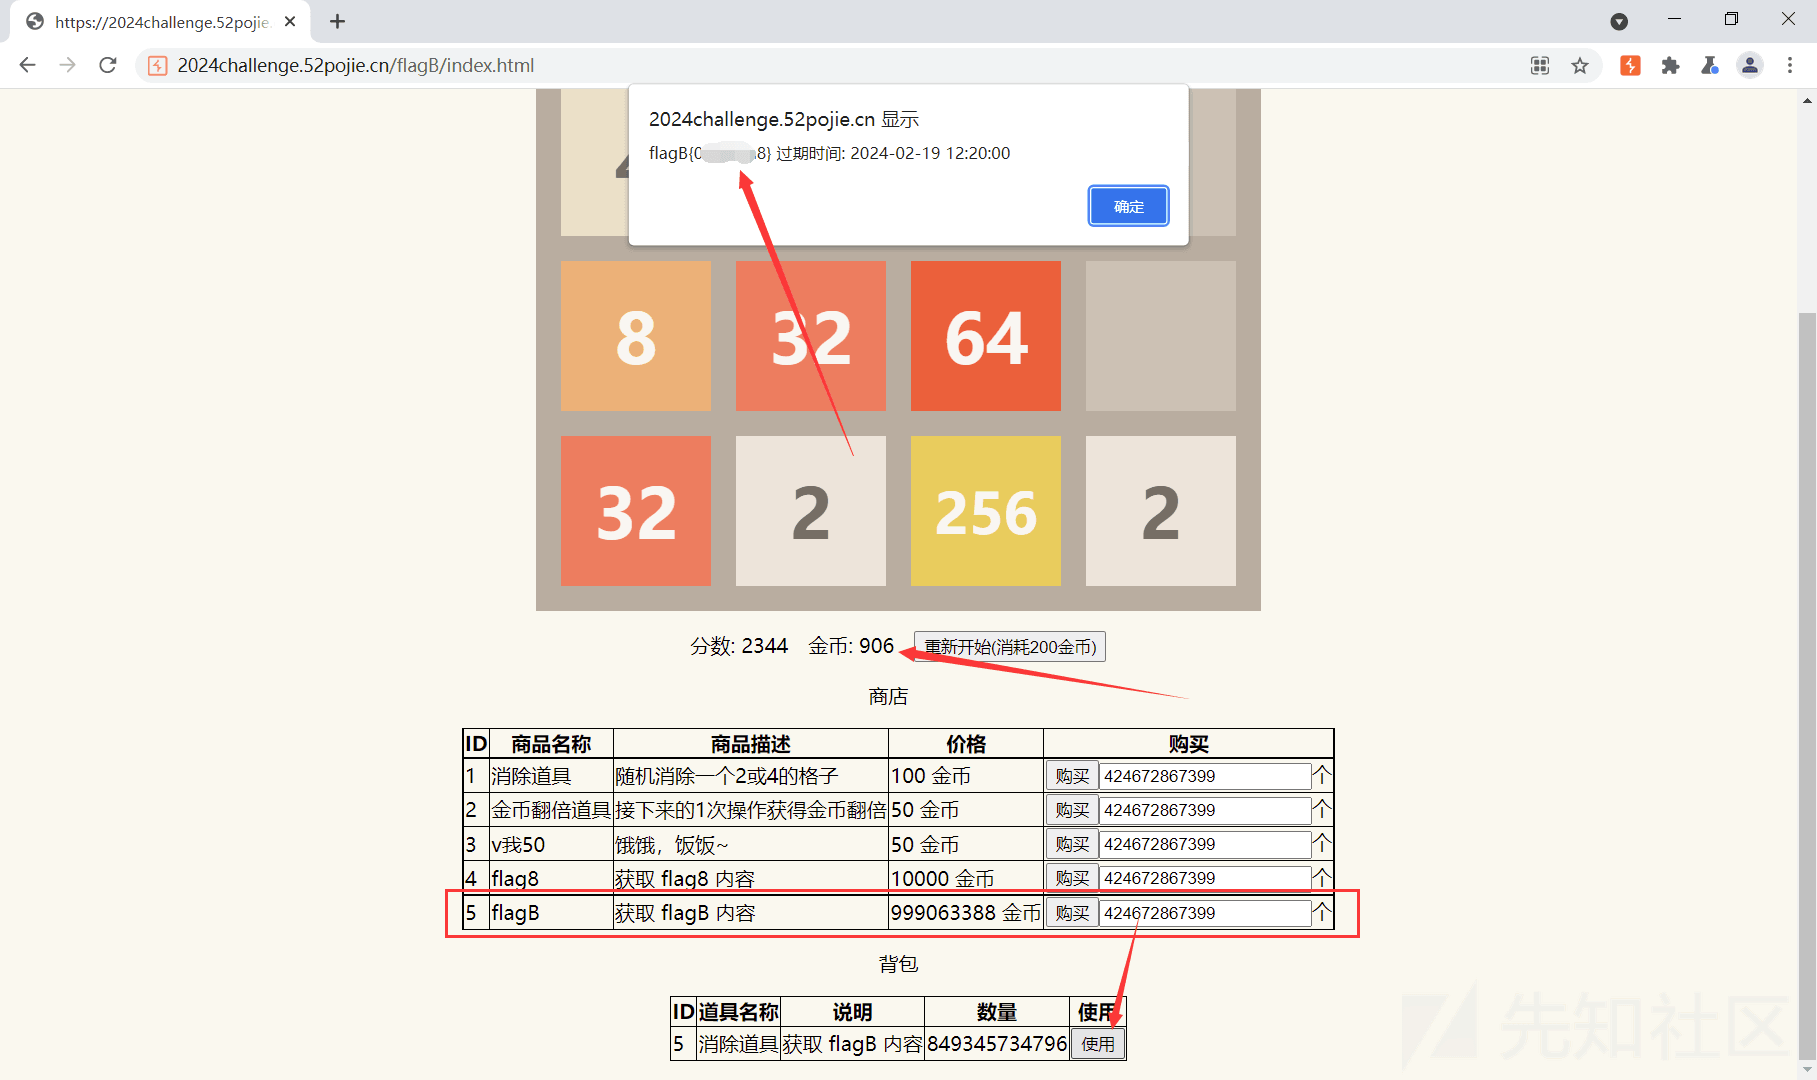 https://2024challenge.52pojie.
2024challenge.52pojie.cn/flagB/index.html
2024challenge.52pojie.cn 显示
flagB{0 8} 过期时间: 2024-02-19 12:20:00
确定
8 32 64
32 2 256 2
分数: 2344 金币: 906 重新开始(消耗200金币)
商店
ID 商品名称 商品描述 价格 购买
1 消除道具 随机消除一个2或4的格子 100 金币 购买 424672867399 个
2 金币翻倍道具 接下来的1次操作获得金币翻倍 50 金币 购买 424672867399 个
3 v我50 饿饿，饭饭~ 50 金币 购买 424672867399 个
4 flag8 获取 flag8 内容 10000 金币 购买 424672867399 个
5 flagB 获取 flagB 内容 999063388 金币 购买 424672867399 个
背包
ID 道具名称 说明 数量 使用
5 消除道具 获取 flagB 内容 849345734796 使用
先知社区